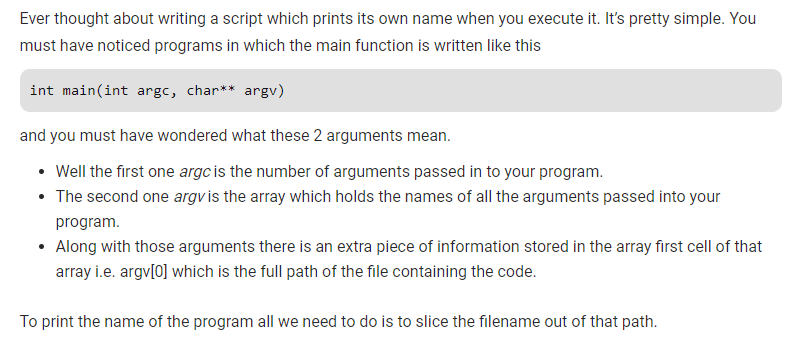 Ever thought about writing a script which prints its own name when you execute it. It's pretty simple. You
must have noticed programs in which the main function is written like this
int main(int argc, char** argv)
and you must have wondered what these 2 arguments mean.
• Well the first one argc is the number of arguments passed in to your program.
• The second one argv is the array which holds the names of all the arguments passed into your
program.
• Along with those arguments there is an extra piece of information stored in the array first cell of that
array i.e. argv[0] which is the full path of the file containing the code.
To print the name of the program all we need to do is to slice the filename out of that path.